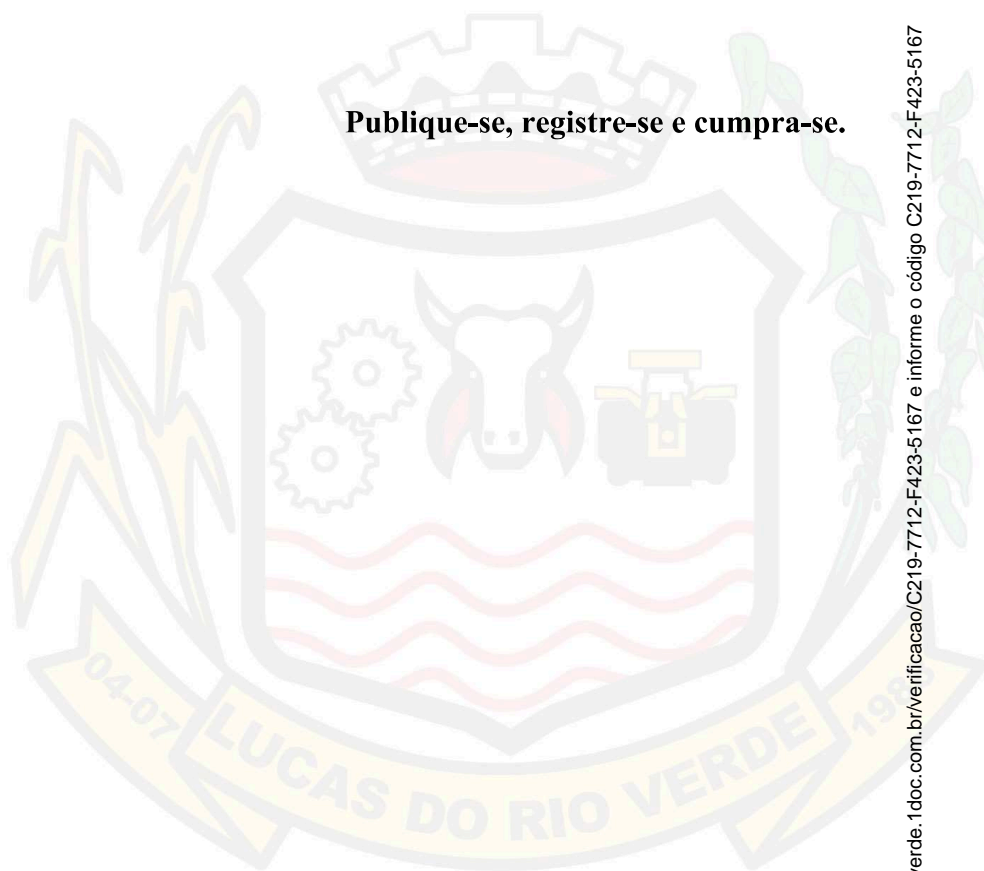 Publique-se, registre-se e cumpra-se.
verde.1doc.com.br/verificacao/C219-7712-F423-5167 e informe o código C219-7712-F423-5167
04-07
LUCAS DO RIO VERDE